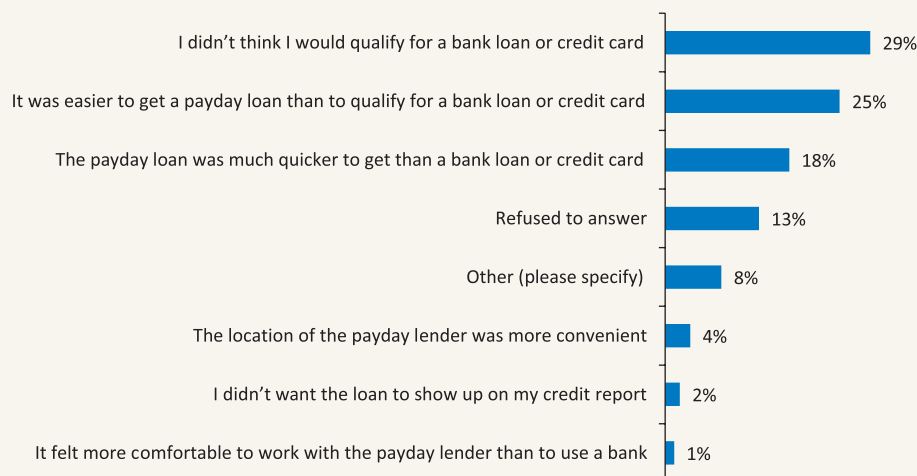 I didn’t think I would qualify for a bank loan or credit card 29%
It was easier to get a payday loan than to qualify for a bank loan or credit card 25%
The payday loan was much quicker to get than a bank loan or credit card 18%
Refused to answer 13%
Other (please specify) 8%
The location of the payday lender was more convenient 4%
I didn’t want the loan to show up on my credit report 2%
It felt more comfortable to work with the payday lender than to use a bank 1%